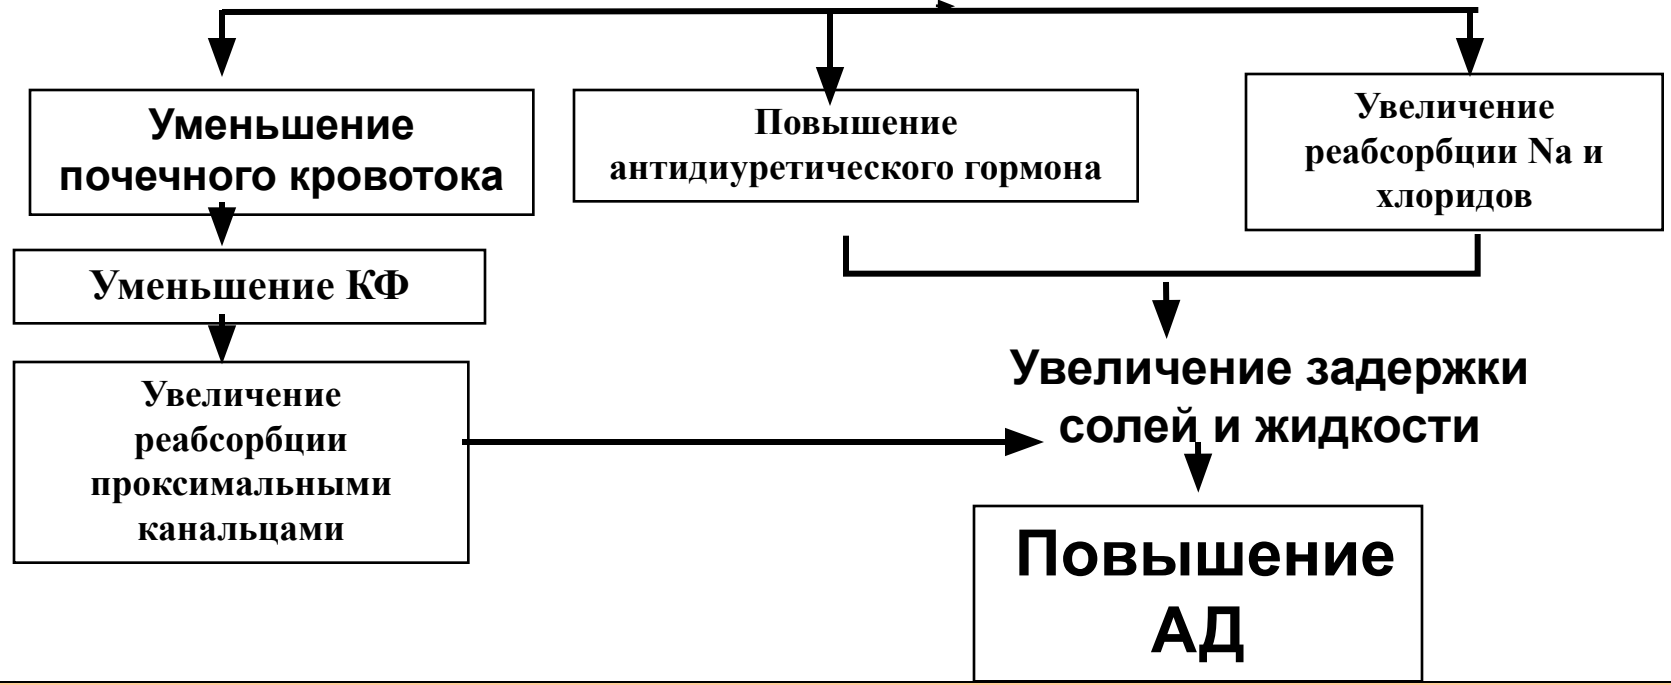 Уменьшение
почечного кровотока
Повышение
антидиуретического гормона
Увеличение
реабсорбции Na и
хлоридов
Уменьшение КФ
Увеличение
реабсорбции
проксимальными
канальцами
Увеличение задержки
солей и жидкости
Повышение
АД